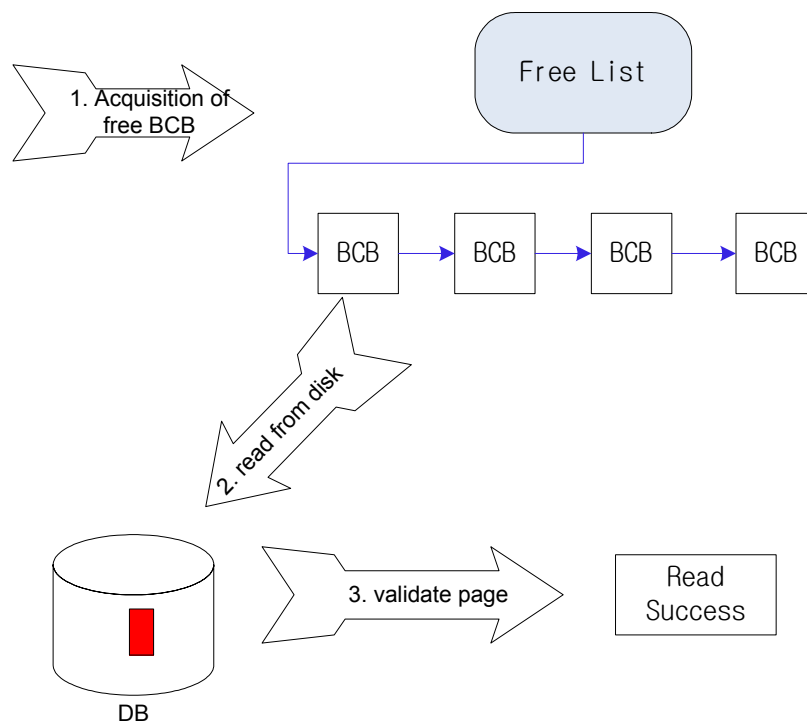 1. Acquisition of
free BCB
Free List
BCB
BCB
BCB
BCB
2. read from disk
3. validate page
Read
Success
DB